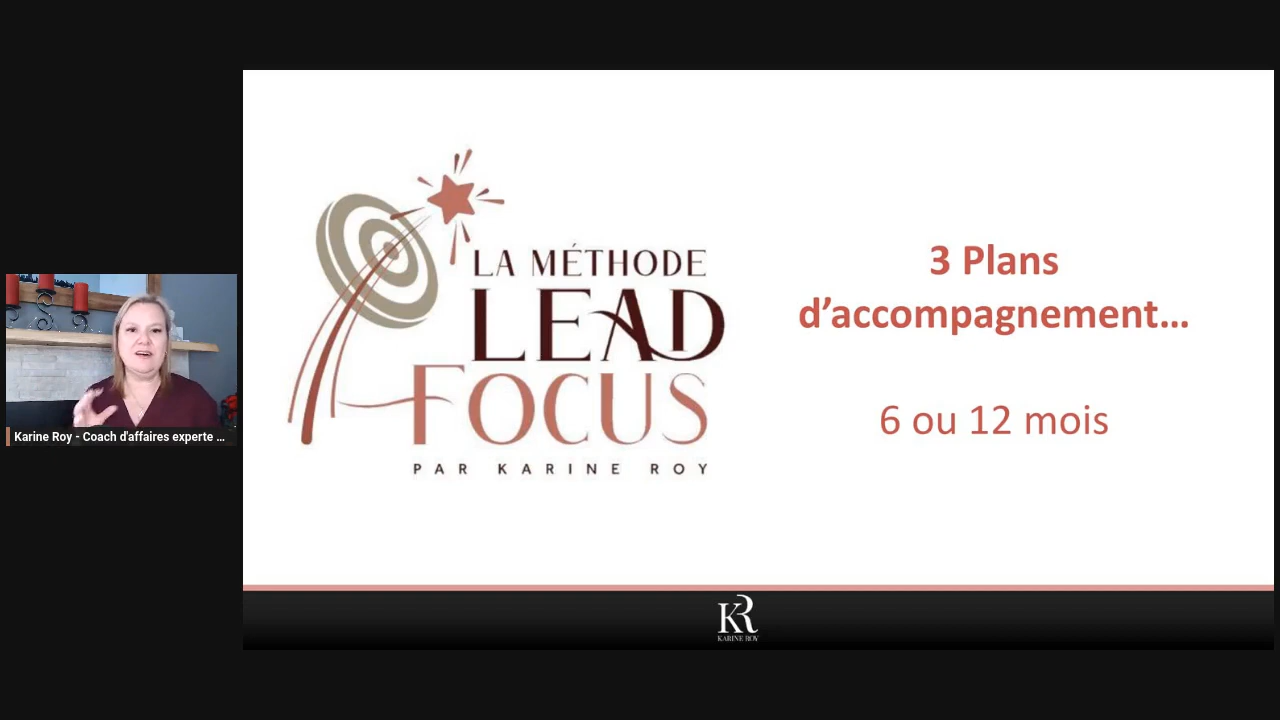 LA MÉTHODE
LEAD
FOCUS
PAR KARINE ROY
3 Plans
d’accompagnement…
6 ou 12 mois
Karine Roy - Coach d'affaires experte ...
KR
KARINE ROY